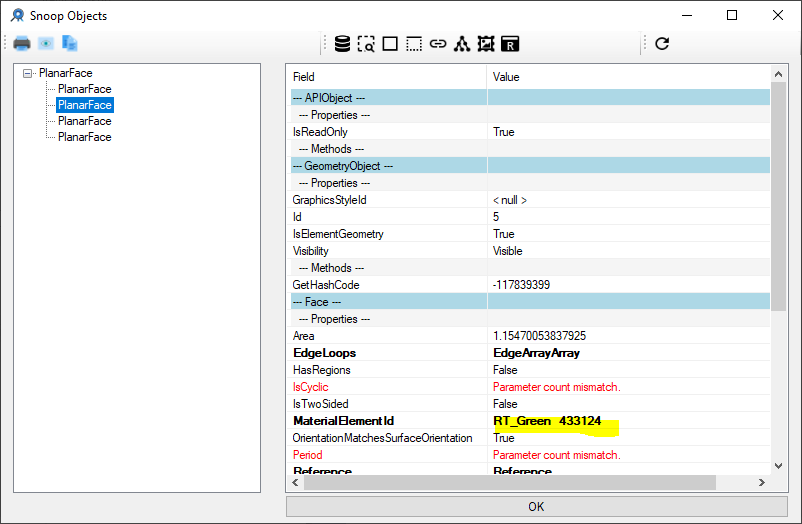 Snoop Objects
PlanarFace
PlanarFace
PlanarFace
PlanarFace
PlanarFace
Field Value
--- APIObject ---
--- Properties ---
IsReadOnly True
--- Methods ---
--- GeometryObject ---
--- Properties ---
GraphicsStyleId < null >
Id 5
IsElementGeometry True
Visibility Visible
--- Methods ---
GetHashCode -117839399
--- Face ---
--- Properties ---
Area 1.15470053837925
EdgeLoops EdgeArrayArray
HasRegions False
IsCyclic Parameter count mismatch.
IsTwoSided False
MaterialElementId RT_Green 433124
OrientationMatchesSurfaceOrientation True
Period Parameter count mismatch.
Reference Reference
OK